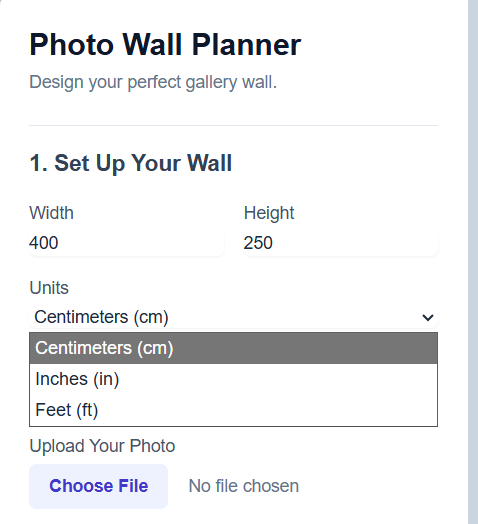 Photo Wall Planner
Design your perfect gallery wall.
1. Set Up Your Wall
Width Height
400 250
Units
Centimeters (cm)
Centimeters (cm)
Inches (in)
Feet (ft)
Upload Your Photo
Choose File No file chosen